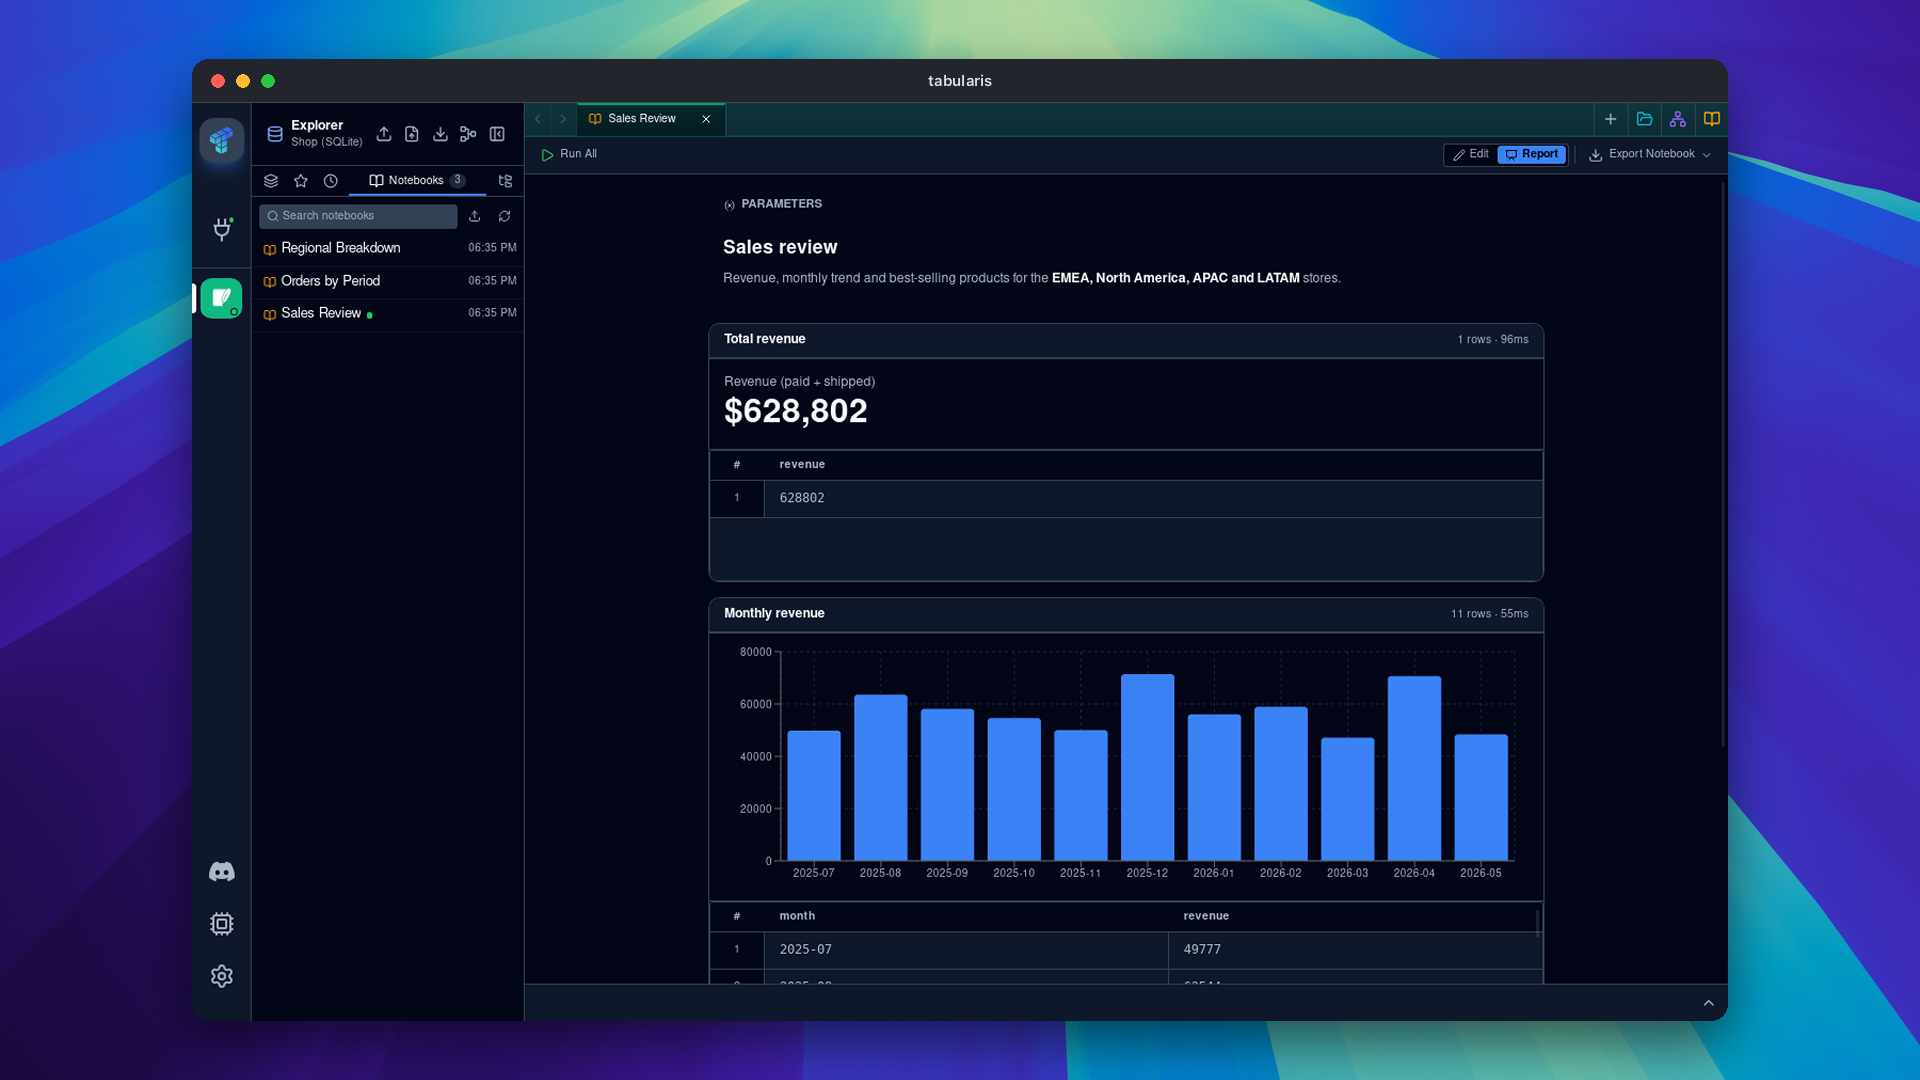 tabularis
Explorer
Shop (SQLite)
Sales Review
Run All
Edit
Report
Export Notebook
Notebooks 3
Search notebooks
Regional Breakdown 06:35 PM
Orders by Period 06:35 PM
Sales Review 06:35 PM
(x) PARAMETERS
Sales review
Revenue, monthly trend and best-selling products for the EMEA, North America, APAC and LATAM stores.
Total revenue 1 rows · 96ms
Revenue (paid + shipped)
$628,802
# revenue
1 628802
Monthly revenue 11 rows · 55ms
80000
60000
40000
20000
0
2025-07 2025-08 2025-09 2025-10 2025-11 2025-12 2026-01 2026-02 2026-03 2026-04 2026-05
# month revenue
1 2025-07 49777